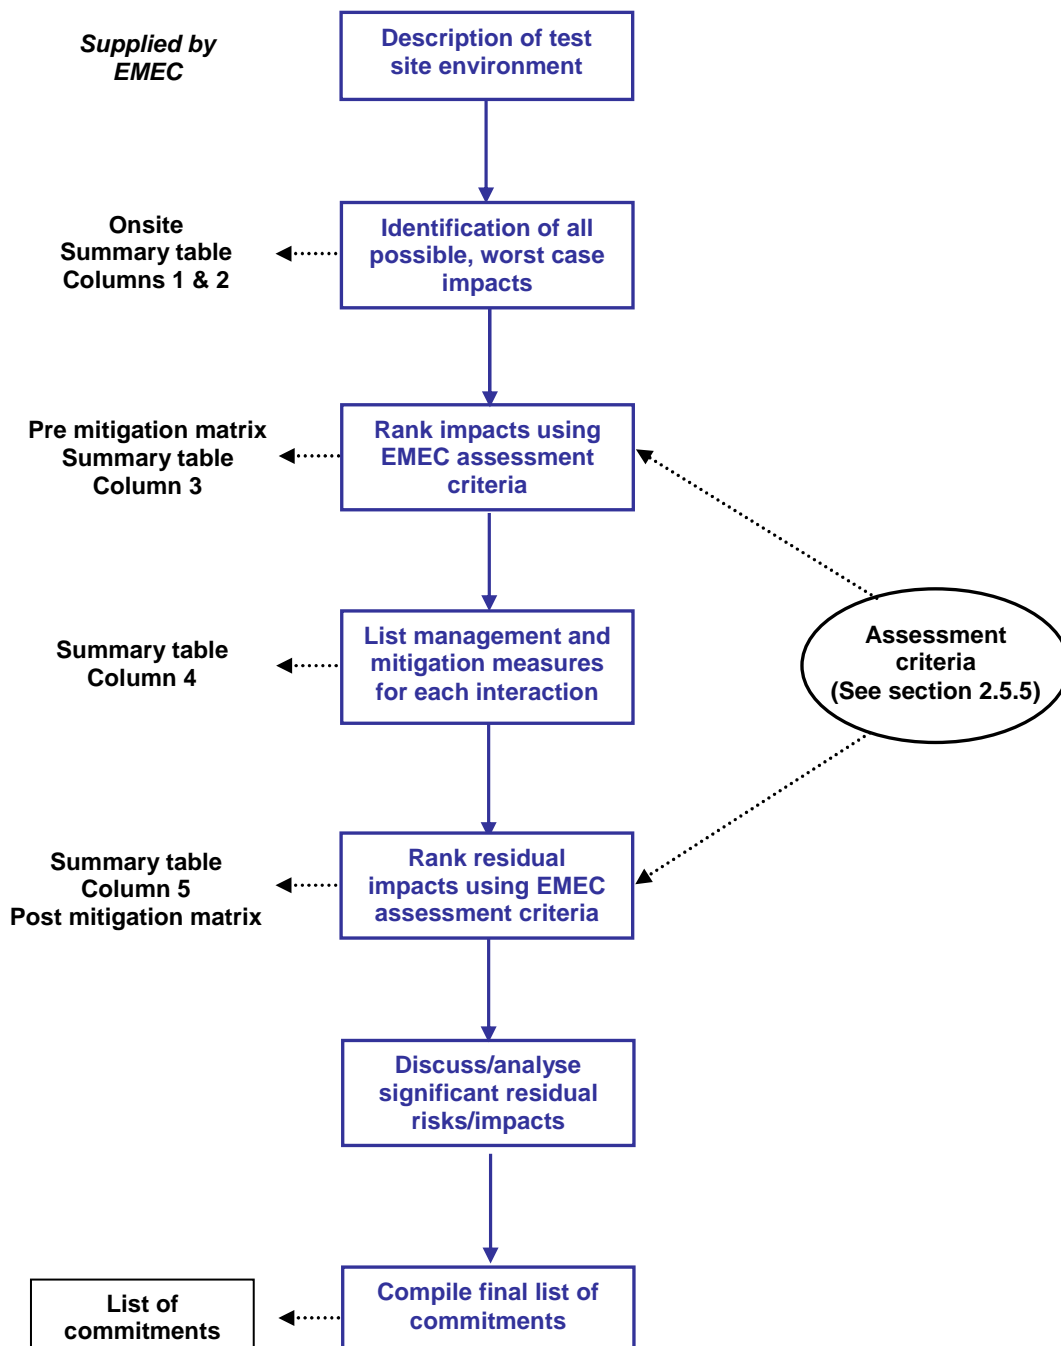 Supplied by
EMEC
Description of test
site environment
Onsite
Summary table
Columns 1 & 2
Identification of all
possible, worst case
impacts
Pre mitigation matrix
Summary table
Column 3
Rank impacts using
EMEC assessment
criteria
Summary table
Column 4
List management and
mitigation measures
for each interaction
Assessment
criteria
(See section 2.5.5)
Summary table
Column 5
Post mitigation matrix
Rank residual
impacts using EMEC
assessment criteria
Discuss/analyse
significant residual
risks/impacts
List of
commitments
Compile final list of
commitments